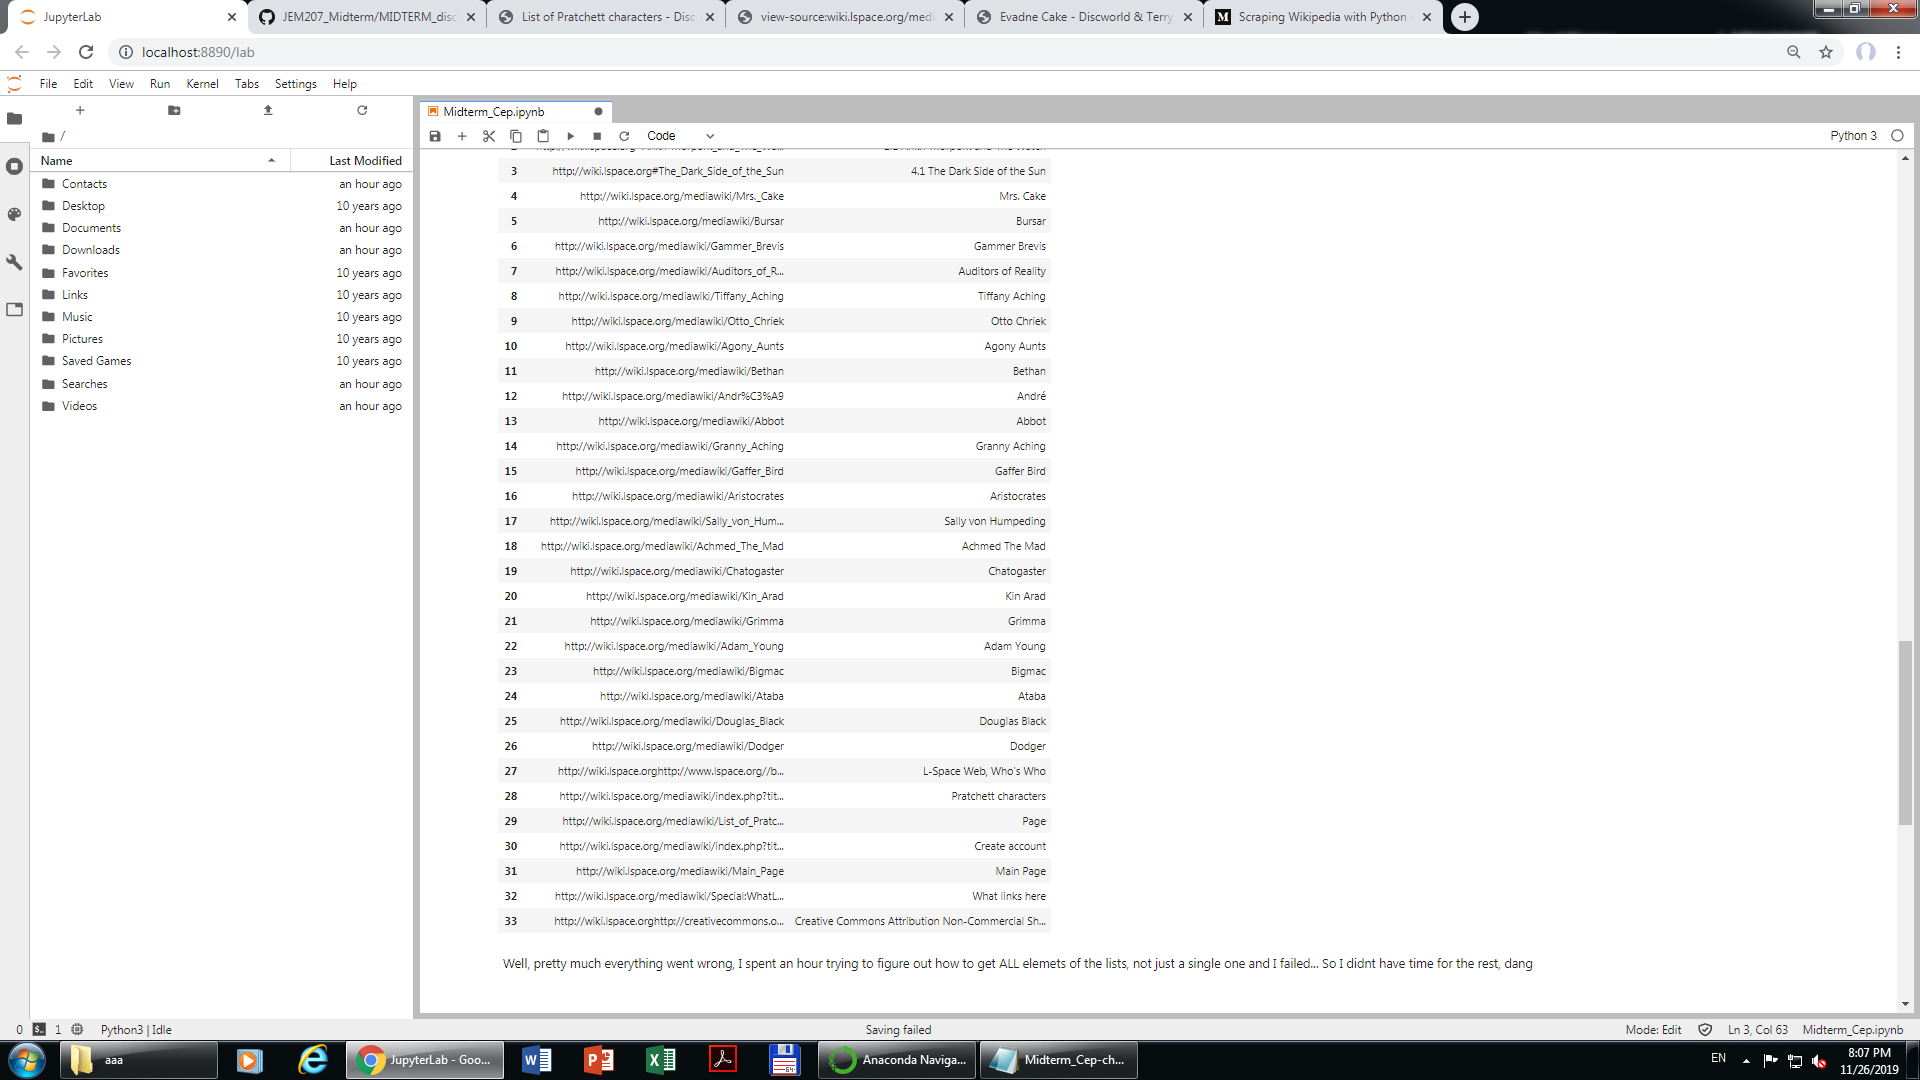 JupyterLab
JEM207_Midterm/MIDTERM_disc
List of Pratchett characters - Disc
view-source:wiki.lspace.org/med
Evadne Cake - Discworld & Terry
Scraping Wikipedia with Python
localhost:8890/lab
File Edit View Run Kernel Tabs Settings Help
Midterm_Cep.ipynb
/
Code
Python 3
Name Last Modified
Contacts an hour ago
Desktop 10 years ago
Documents an hour ago
Downloads an hour ago
Favorites 10 years ago
Links 10 years ago
Music 10 years ago
Pictures 10 years ago
Saved Games 10 years ago
Searches an hour ago
Videos an hour ago
3 http://wiki.lspace.org#The_Dark_Side_of_the_Sun 4.1 The Dark Side of the Sun
4 http://wiki.lspace.org/mediawiki/Mrs._Cake Mrs. Cake
5 http://wiki.lspace.org/mediawiki/Bursar Bursar
6 http://wiki.lspace.org/mediawiki/Gammer_Brevis Gammer Brevis
7 http://wiki.lspace.org/mediawiki/Auditors_of_R... Auditors of Reality
8 http://wiki.lspace.org/mediawiki/Tiffany_Aching Tiffany Aching
9 http://wiki.lspace.org/mediawiki/Otto_Chriek Otto Chriek
10 http://wiki.lspace.org/mediawiki/Agony_Aunts Agony Aunts
11 http://wiki.lspace.org/mediawiki/Bethan Bethan
12 http://wiki.lspace.org/mediawiki/Andr%C3%A9 André
13 http://wiki.lspace.org/mediawiki/Abbot Abbot
14 http://wiki.lspace.org/mediawiki/Granny_Aching Granny Aching
15 http://wiki.lspace.org/mediawiki/Gaffer_Bird Gaffer Bird
16 http://wiki.lspace.org/mediawiki/Aristocrates Aristocrates
17 http://wiki.lspace.org/mediawiki/Sally_von_Hum... Sally von Humpeding
18 http://wiki.lspace.org/mediawiki/Achmed_The_Mad Achmed The Mad
19 http://wiki.lspace.org/mediawiki/Chatogaster Chatogaster
20 http://wiki.lspace.org/mediawiki/Kin_Arad Kin Arad
21 http://wiki.lspace.org/mediawiki/Grimma Grimma
22 http://wiki.lspace.org/mediawiki/Adam_Young Adam Young
23 http://wiki.lspace.org/mediawiki/Bigmac Bigmac
24 http://wiki.lspace.org/mediawiki/Ataba Ataba
25 http://wiki.lspace.org/mediawiki/Douglas_Black Douglas Black
26 http://wiki.lspace.org/mediawiki/Dodger Dodger
27 http://wiki.lspace.orghttp://www.lspace.org//b... L-Space Web, Who's Who
28 http://wiki.lspace.org/mediawiki/index.php?tit... Pratchett characters
29 http://wiki.lspace.org/mediawiki/List_of_Pratc... Page
30 http://wiki.lspace.org/mediawiki/index.php?tit... Create account
31 http://wiki.lspace.org/mediawiki/Main_Page Main Page
32 http://wiki.lspace.org/mediawiki/Special:WhatL... What links here
33 http://wiki.lspace.orghttp://creativecommons.o... Creative Commons Attribution Non-Commercial Sh...
Well, pretty much everything went wrong, I spent an hour trying to figure out how to get ALL elemets of the lists, not just a single one and I failed... So I didnt have time for the rest, dang
0 1 Python3 | Idle Saving failed Mode: Edit Ln 3, Col 63 Midterm_Cep.ipynb
aaa
JupyterLab - Goo...
Anaconda Naviga...
Midterm_Cep-ch...
EN
8:07 PM
11/26/2019